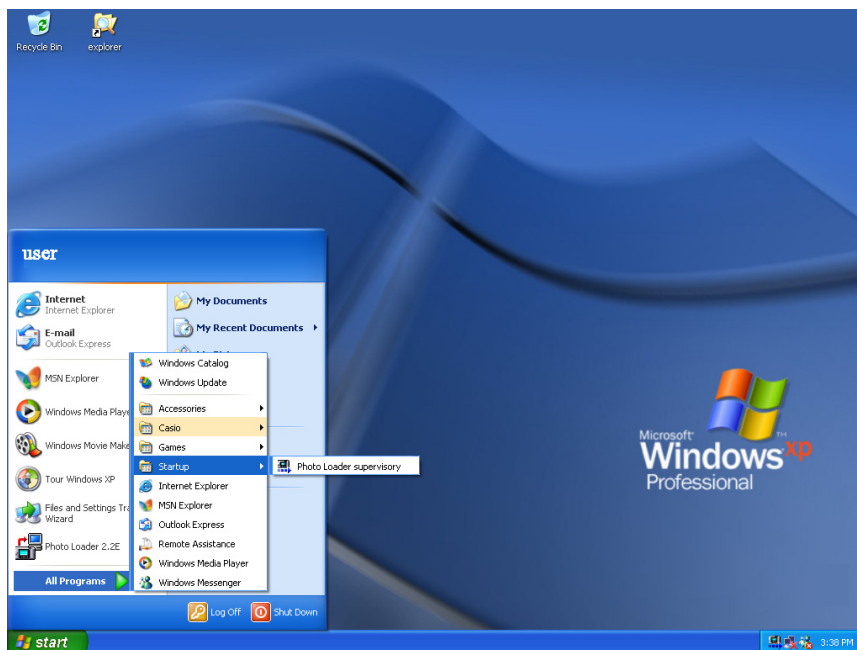 Recycle Bin
explorer
user
Internet
Internet Explorer
E-mail
Outlook Express
MSN Explorer
Windows Media Playe
Windows Movie Make
Tour Windows XP
Files and Settings Tra
Wizard
Photo Loader 2.2E
All Programs
My Documents
My Recent Documents
Windows Catalog
Windows Update
Accessories
Casio
Games
Startup
Internet Explorer
MSN Explorer
Outlook Express
Remote Assistance
Windows Media Player
Windows Messenger
Photo Loader supervisory
Log Off
Shut Down
Microsoft
Windows xp
Professional
start
3:38 PM